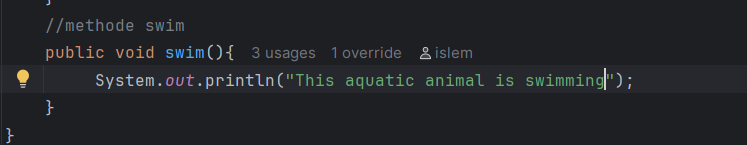 }
//methode swim
public void swim(){ 3 usages 1 override islem
System.out.println("This aquatic animal is swimming");
}
}